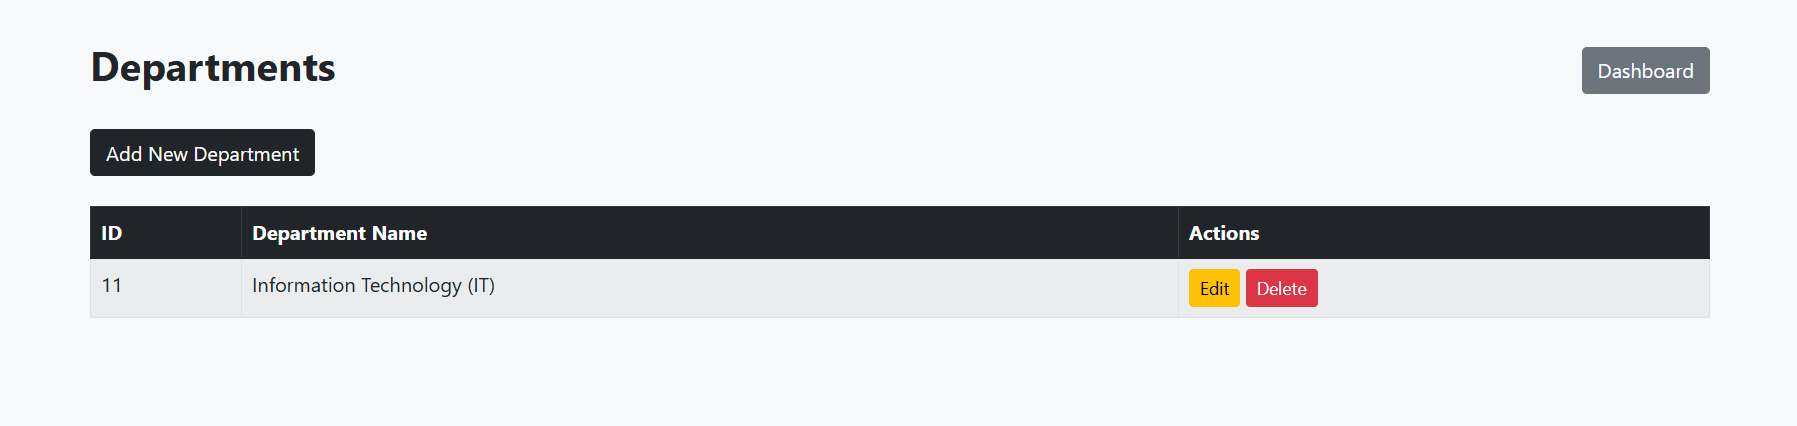 Departments
Dashboard
Add New Department
ID Department Name Actions
11 Information Technology (IT) Edit Delete